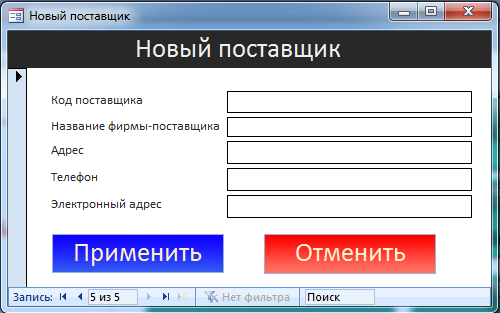 Новый поставщик
Новый поставщик
Код поставщика
Название фирмы-поставщика
Адрес
Телефон
Электронный адрес
Применить Отменить
Запись: 5 из 5 Нет фильтра Поиск